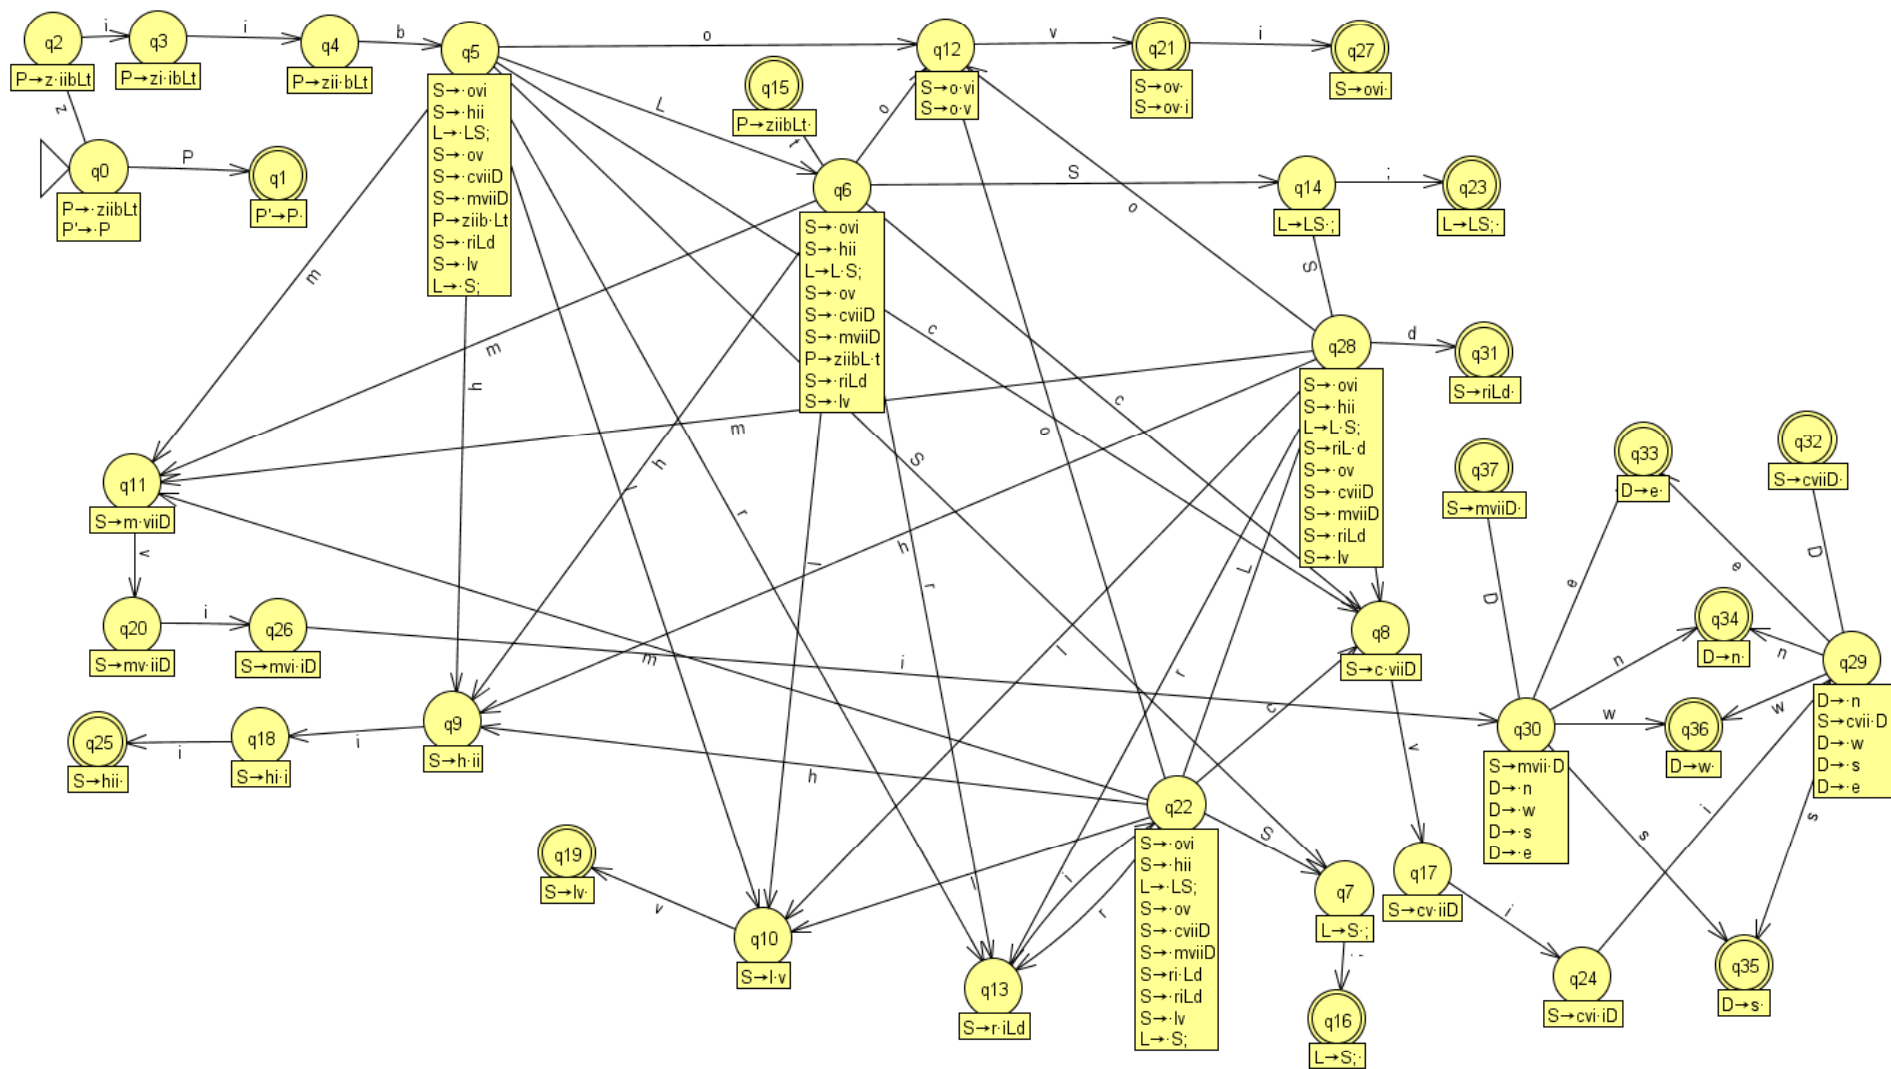 q2
P→z·iibLt
i
q3
P→zi·ibLt
i
q4
P→zii·bLt
b
q5
S→·ovi
S→·hii
L→·LS;
S→·ov
S→·cviiD
S→·mviiD
P→ziib·Lt
S→·riLd
S→·lv
L→·S;
o
q12
S→o·vi
S→o·v
v
q21
S→ov·
S→ov·i
i
q27
S→ovi·
z
q0
P→·ziibLt
P'→·P
P
q1
P'→P·
q15
P→ziibLt·
t
L
o
q6
S→·ovi
S→·hii
L→L·S;
S→·ov
S→·cviiD
S→·mviiD
P→ziibL·t
S→·riLd
S→·lv
S
q14
L→LS·;
;
q23
L→LS;·
o
S
m
m
h
c
c
q28
S→·ovi
S→·hii
L→L·S;
S→riL·d
S→·ov
S→·cviiD
S→·mviiD
S→·riLd
S→·lv
d
q31
S→riLd·
m
h
S
o
l
r
h
r
l
L
l
r
q11
S→m·viiD
v
q20
S→mv·iiD
i
q26
S→mvi·iD
i
m
q37
S→mviiD·
D
q33
D→e·
e
e
q32
S→cviiD·
D
q34
D→n·
n
n
q8
S→c·viiD
c
v
q29
D→·n
S→cvii·D
D→·w
D→·s
D→·e
q30
S→mvii·D
D→·n
D→·w
D→·s
D→·e
w
w
q36
D→w·
s
s
i
q25
S→hii·
i
q18
S→hi·i
i
q9
S→h·ii
h
h
q22
S→·ovi
S→·hii
L→·LS;
S→·ov
S→·cviiD
S→·mviiD
S→ri·Ld
S→·riLd
S→·lv
L→·S;
S
l
i
r
q19
S→lv·
v
q10
S→l·v
q13
S→r·iLd
q7
L→S·;
;
q16
L→S;·
q17
S→cv·iiD
i
q24
S→cvi·iD
q35
D→s·